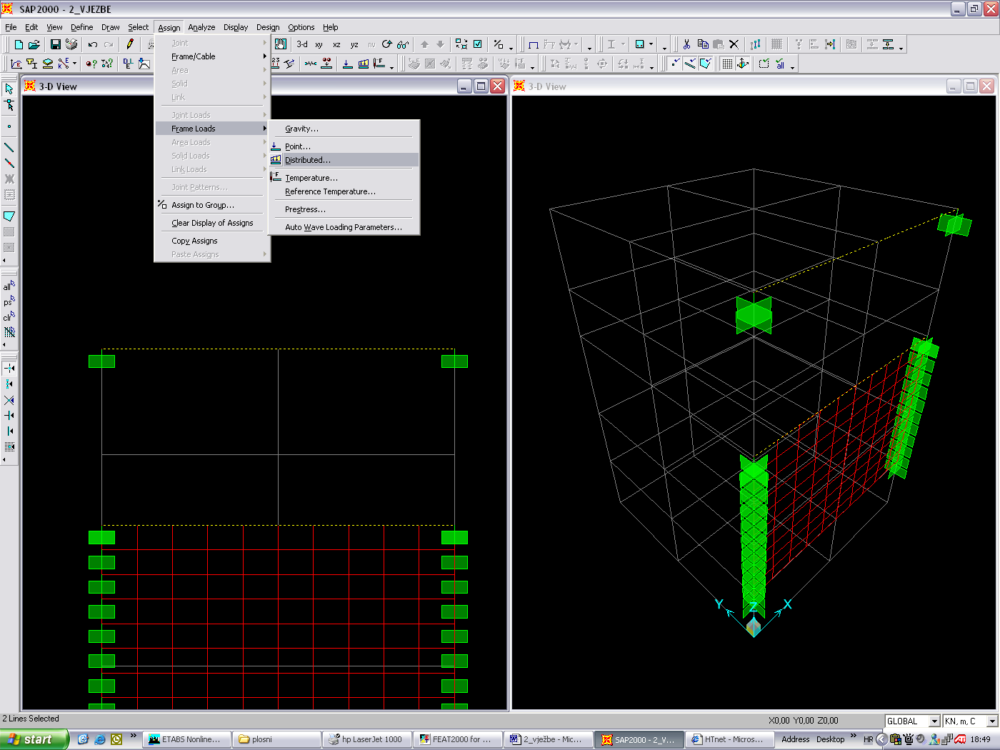 SAP2000 - 2_VJEZBE
File Edit View Define Draw Select Assign Analyze Display Design Options Help
3-d xy xz yz nv
3-D View
3-D View
Joint
Frame/Cable
Area
Solid
Link
Joint Loads
Frame Loads
Area Loads
Solid Loads
Link Loads
Joint Patterns...
Assign to Group...
Clear Display of Assigns
Copy Assigns
Paste Assigns
Gravity...
Point...
Distributed...
Temperature...
Reference Temperature...
Prestress...
Auto Wave Loading Parameters...
all
ps
clr
Y Z X
2 Lines Selected
X0,00 Y0,00 Z0,00
GLOBAL
KN, m, C
start
ETABS Nonline...
plosni
hp LaserJet 1000
FEAT2000 for ...
2_vježbe - Mic...
SAP2000 - 2_V...
HTnet - Micros...
Address
Desktop
HR
18:49